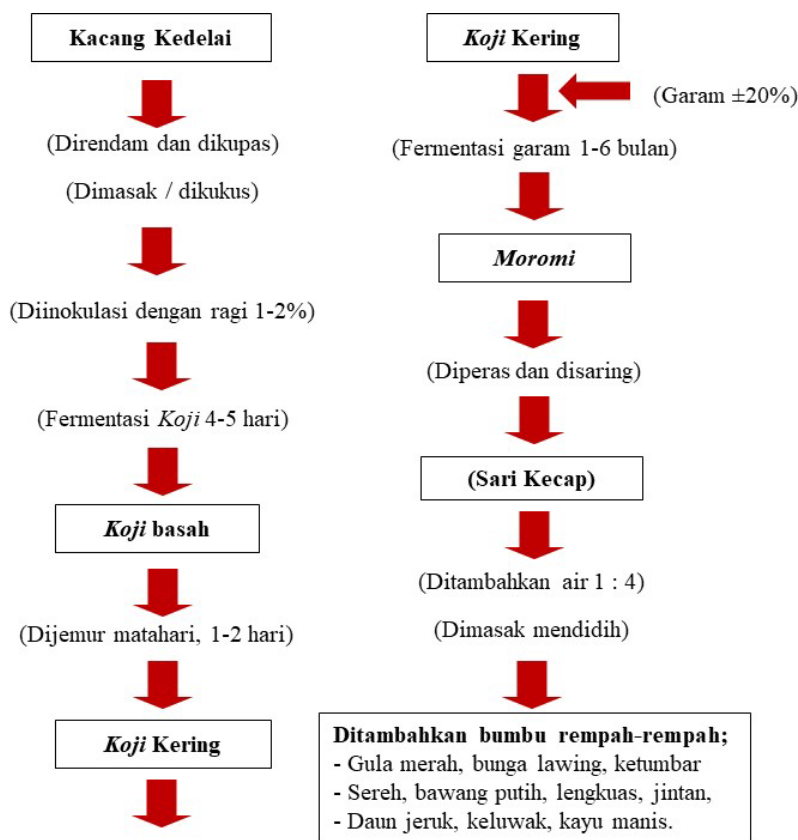 Kacang Kedelai
(Direndam dan dikupas)
(Dimasak / dikukus)
(Diinokulasi dengan ragi 1-2%)
(Fermentasi Koji 4-5 hari)
Koji basah
(Dijemur matahari, 1-2 hari)
Koji Kering
Koji Kering
(Garam ±20%)
(Fermentasi garam 1-6 bulan)
Moromi
(Diperas dan disaring)
(Sari Kecap)
(Ditambahkan air 1 : 4)
(Dimasak mendidih)
Ditambahkan bumbu rempah-rempah;
- Gula merah, bunga lawing, ketumbar
- Sereh, bawang putih, lengkuas, jintan,
- Daun jeruk, keluwak, kayu manis.